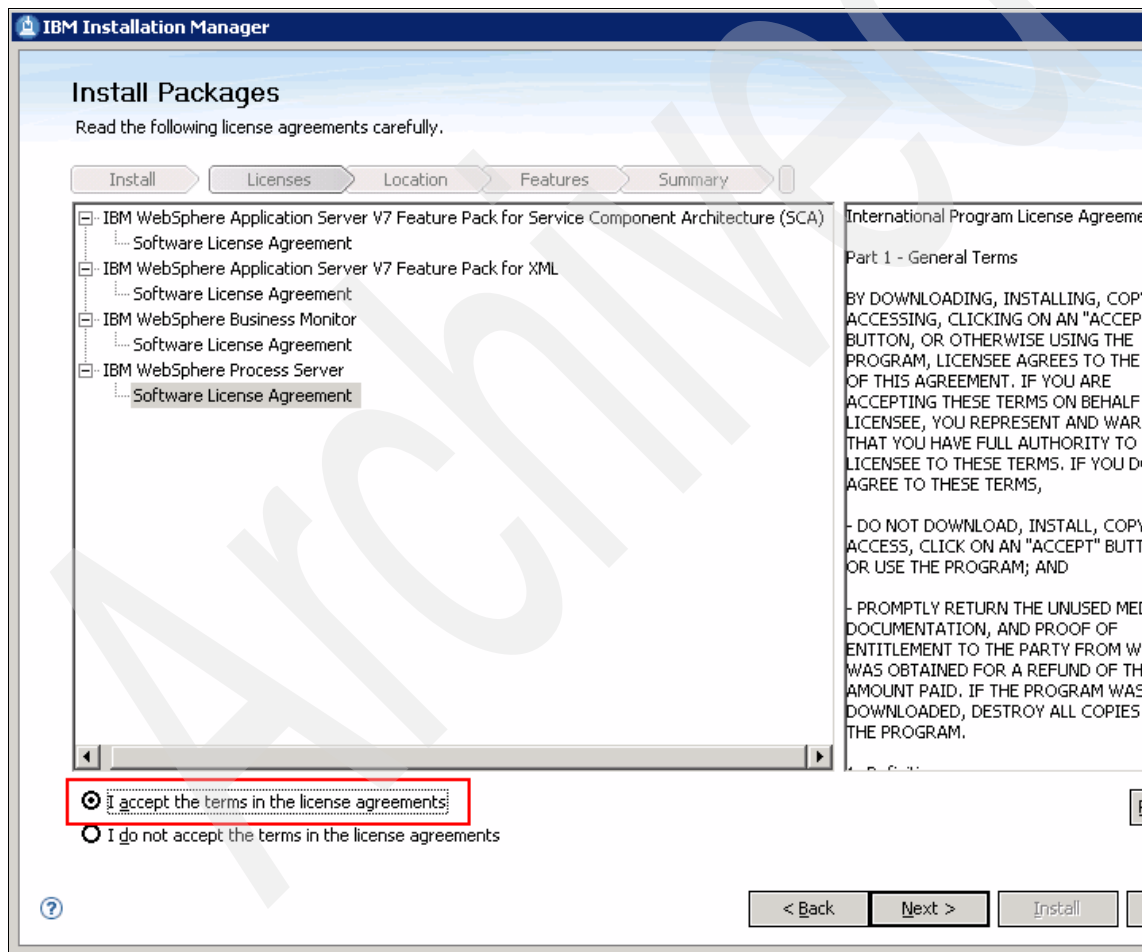 IBM Installation Manager
Install Packages
Read the following license agreements carefully.
Install Licenses Location Features Summary
IBM WebSphere Application Server V7 Feature Pack for Service Component Architecture (SCA)
Software License Agreement
IBM WebSphere Application Server V7 Feature Pack for XML
Software License Agreement
IBM WebSphere Business Monitor
Software License Agreement
IBM WebSphere Process Server
Software License Agreement
International Program License Agreeme
Part 1 - General Terms
BY DOWNLOADING, INSTALLING, COP
ACCESSING, CLICKING ON AN "ACCEP
BUTTON, OR OTHERWISE USING THE
PROGRAM, LICENSEE AGREES TO THE
OF THIS AGREEMENT. IF YOU ARE
ACCEPTING THESE TERMS ON BEHALF
LICENSEE, YOU REPRESENT AND WAR
THAT YOU HAVE FULL AUTHORITY TO
LICENSEE TO THESE TERMS. IF YOU D
AGREE TO THESE TERMS,
- DO NOT DOWNLOAD, INSTALL, COPY
ACCESS, CLICK ON AN "ACCEPT" BUTT
OR USE THE PROGRAM; AND
- PROMPTLY RETURN THE UNUSED MED
DOCUMENTATION, AND PROOF OF
ENTITLEMENT TO THE PARTY FROM W
WAS OBTAINED FOR A REFUND OF TH
AMOUNT PAID. IF THE PROGRAM WAS
DOWNLOADED, DESTROY ALL COPIES
THE PROGRAM.
I accept the terms in the license agreements
I do not accept the terms in the license agreements
< Back Next > Install
Archived